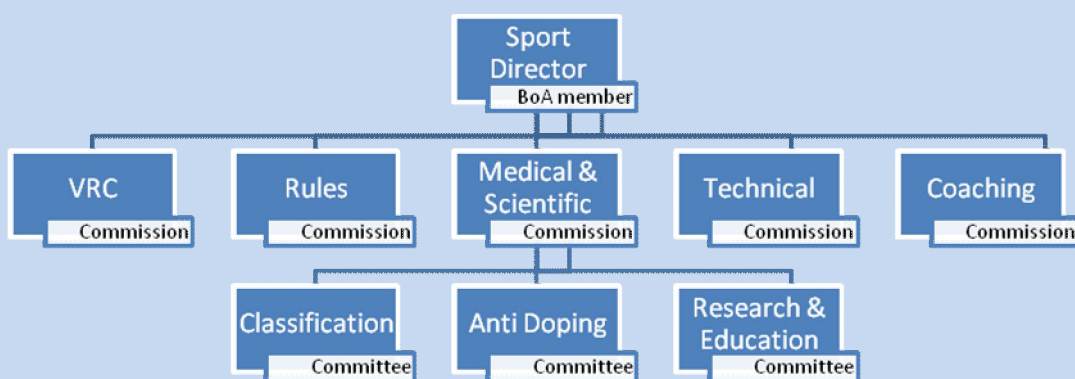 Sport
Director
BoA member
VRC
Commission
Rules
Commission
Medical &
Scientific
Commission
Technical
Commission
Coaching
Commission
Classification
Committee
Anti Doping
Committee
Research &
Education
Committee